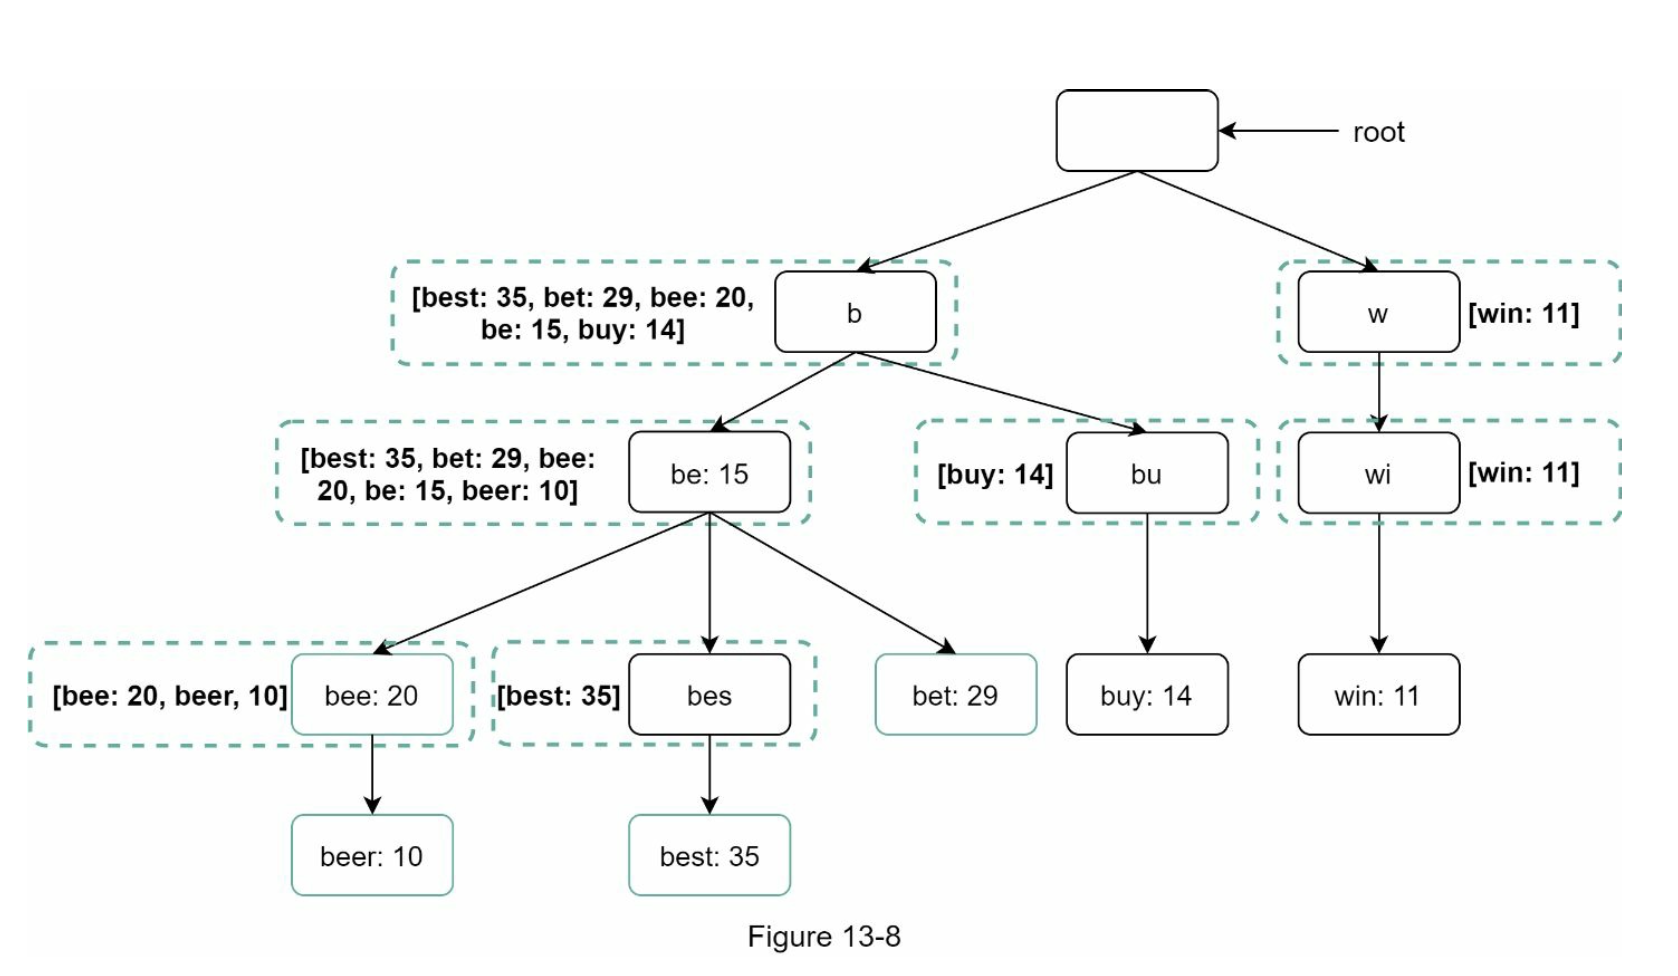 root
[best: 35, bet: 29, bee: 20,
be: 15, buy: 14]
b
w
[win: 11]
[best: 35, bet: 29, bee:
20, be: 15, beer: 10]
be: 15
[buy: 14]
bu
wi
[win: 11]
[bee: 20, beer, 10]
bee: 20
[best: 35]
bes
bet: 29
buy: 14
win: 11
beer: 10
best: 35
Figure 13-8